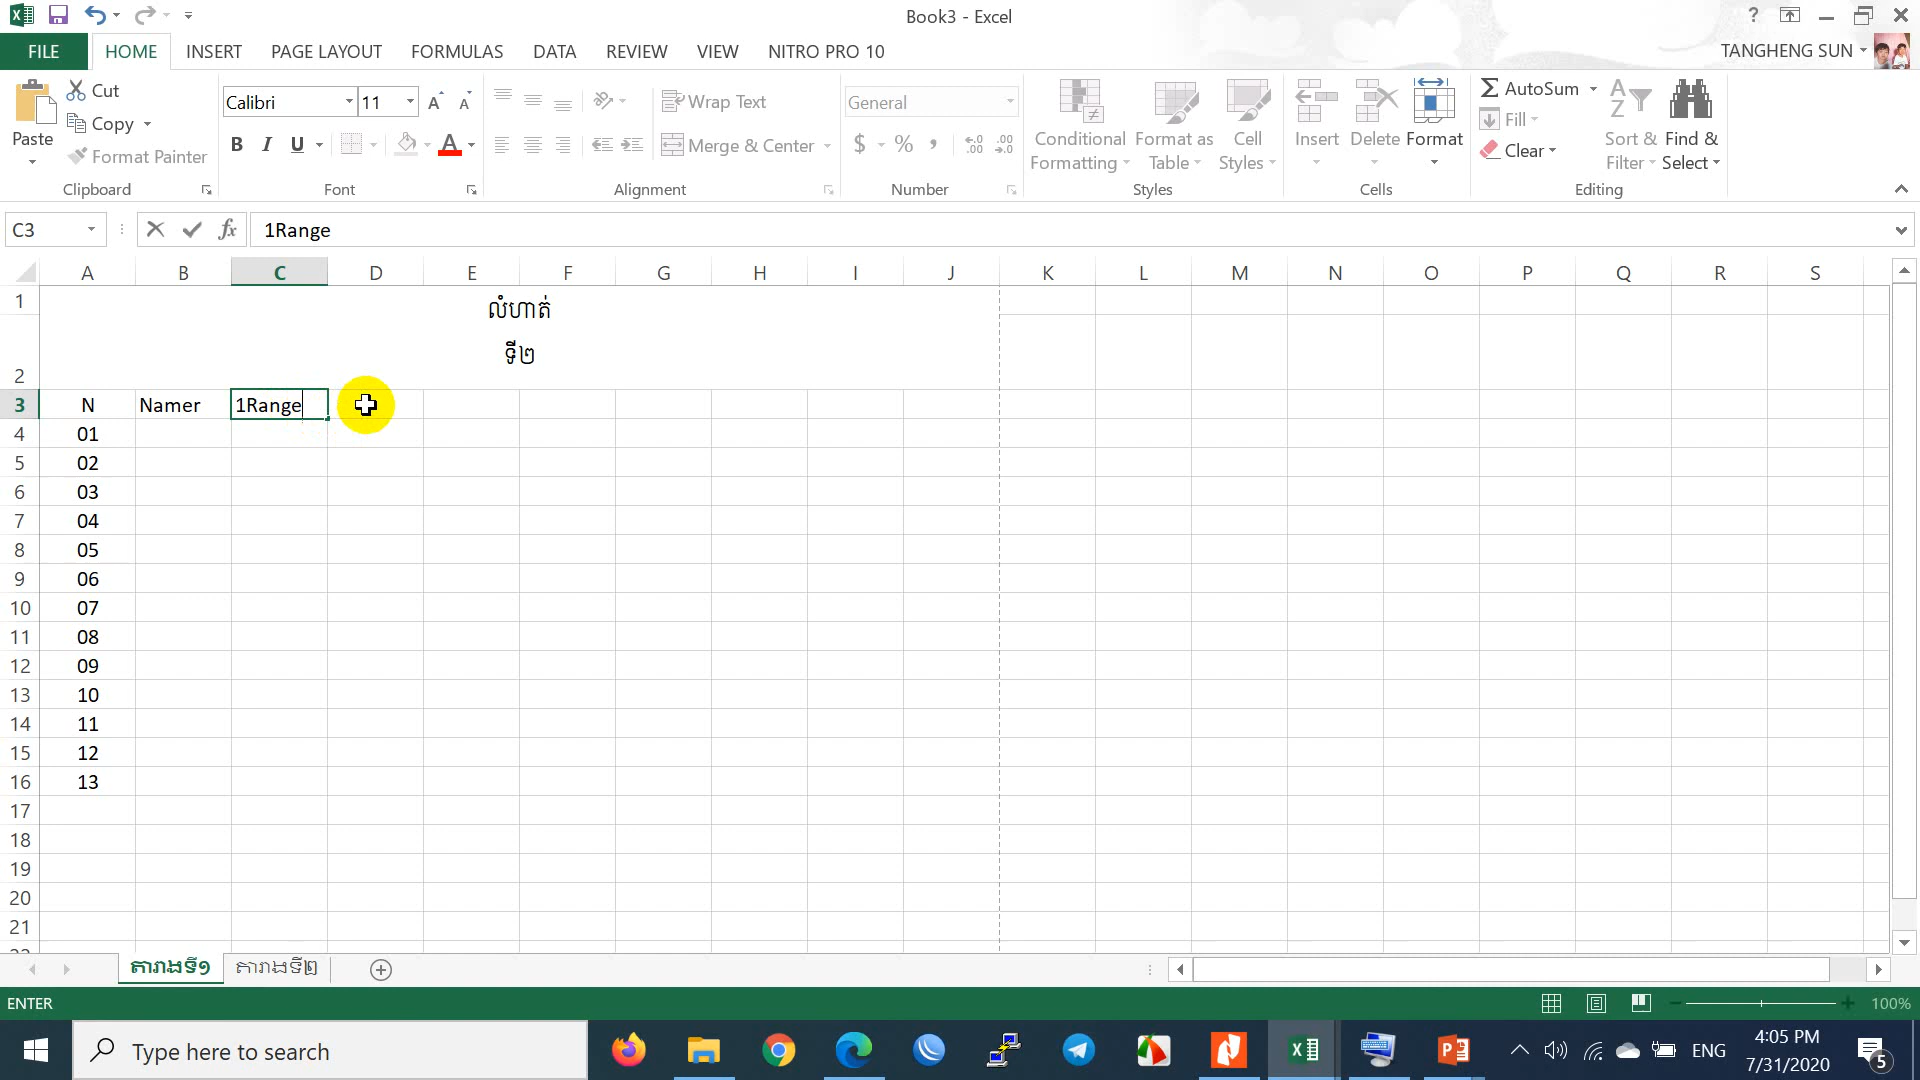 Book3 - Excel
?
FILE HOME INSERT PAGE LAYOUT FORMULAS DATA REVIEW VIEW NITRO PRO 10 TANGHENG SUN
Paste
Cut
Copy
Format Painter
Clipboard
Calibri 11
B I U A
Font
Wrap Text
Merge & Center
Alignment
General
$ % ,
Number
Conditional Formatting
Format as Table
Cell Styles
Styles
Insert Delete Format
Cells
AutoSum
Fill
Clear
Sort & Filter
Find & Select
Editing
C3 fx 1Range
A B C D E F G H I J K L M N O P Q R S
1 លំហាត់
2 ទី២
3 N Namer 1Range
4 01
5 02
6 03
7 04
8 05
9 06
10 07
11 08
12 09
13 10
14 11
15 12
16 13
17
18
19
20
21
តារាងទី១ តារាងទី២
ENTER 100%
Type here to search
ENG
4:05 PM
7/31/2020
5